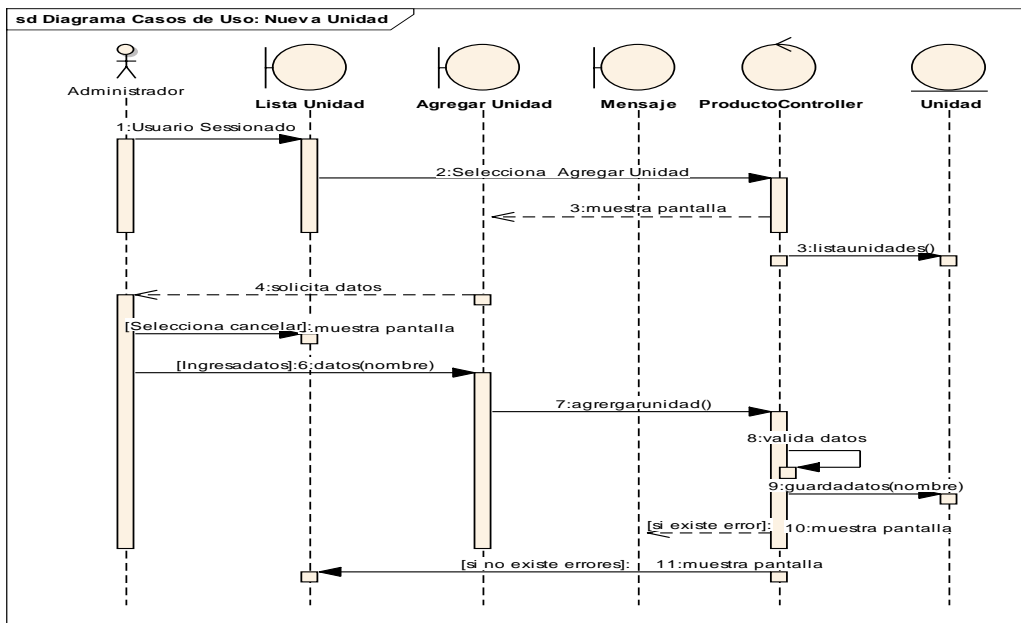 sd Diagrama Casos de Uso: Nueva Unidad
Administrador
Lista Unidad
Agregar Unidad
Mensaje
ProductoController
Unidad
1:Usuario Sessionado
2:Selecciona Agregar Unidad
3:muestra pantalla
3:listaunidades()
4:solicita datos
[Selecciona cancelar]: :muestra pantalla
[Ingresadatos]:6:datos(nombre)
7:agrergarunidad()
8:valida datos
9:guardadatos(nombre)
[si existe error]: 10:muestra pantalla
[si no existe errores]: 11:muestra pantalla